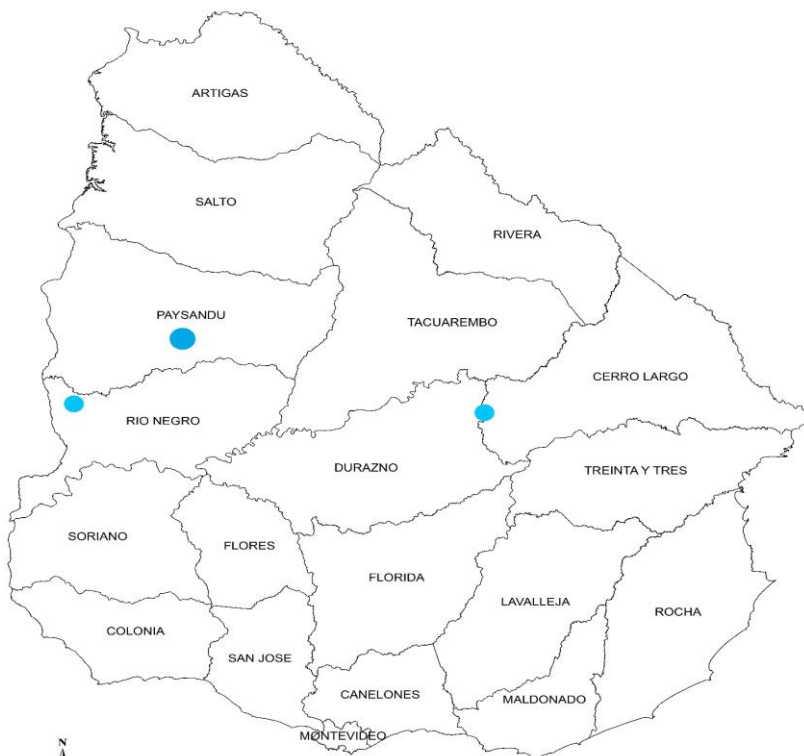 ARTIGAS
SALTO
RIVERA
PAYSANDU
TACUAREMBO
CERRO LARGO
RIO NEGRO
DURAZNO
TREINTA Y TRES
SORIANO
FLORES
FLORIDA
LAVALLEJA
ROCHA
COLONIA
SAN JOSE
CANELONES
MALDONADO
MONTEVIDEO
N